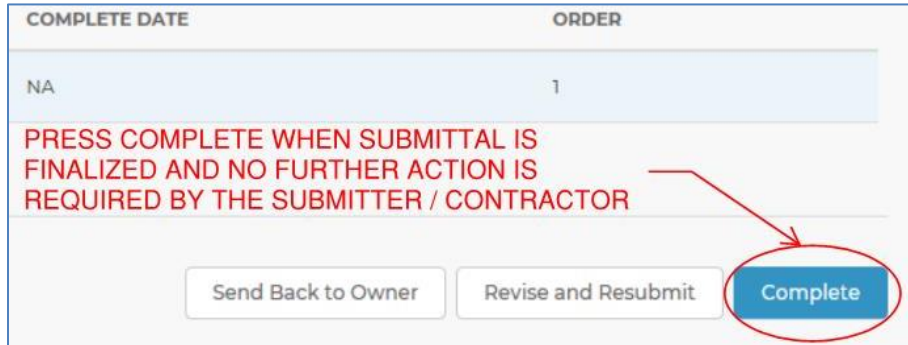 COMPLETE DATE ORDER
NA 1
PRESS COMPLETE WHEN SUBMITTAL IS
FINALIZED AND NO FURTHER ACTION IS
REQUIRED BY THE SUBMITTER / CONTRACTOR
Send Back to Owner Revise and Resubmit Complete